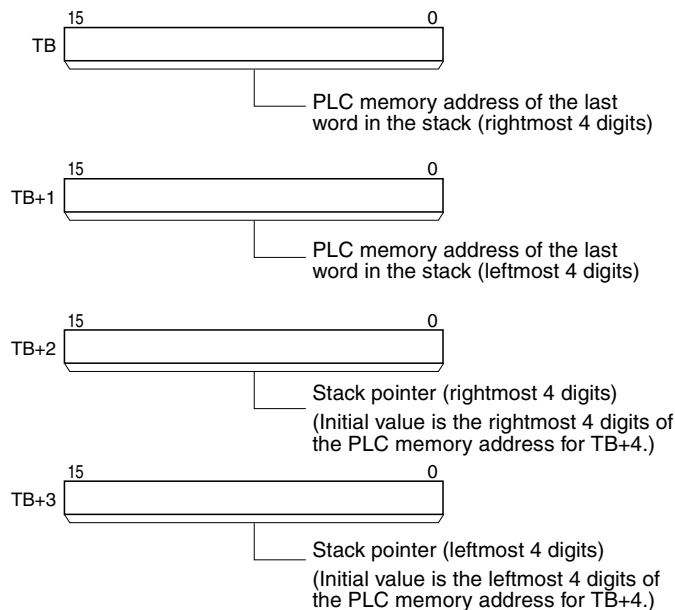 15 0
TB
PLC memory address of the last
word in the stack (rightmost 4 digits)
15 0
TB+1
PLC memory address of the last
word in the stack (leftmost 4 digits)
15 0
TB+2
Stack pointer (rightmost 4 digits)
(Initial value is the rightmost 4 digits of
the PLC memory address for TB+4.)
15 0
TB+3
Stack pointer (leftmost 4 digits)
(Initial value is the leftmost 4 digits of
the PLC memory address for TB+4.)